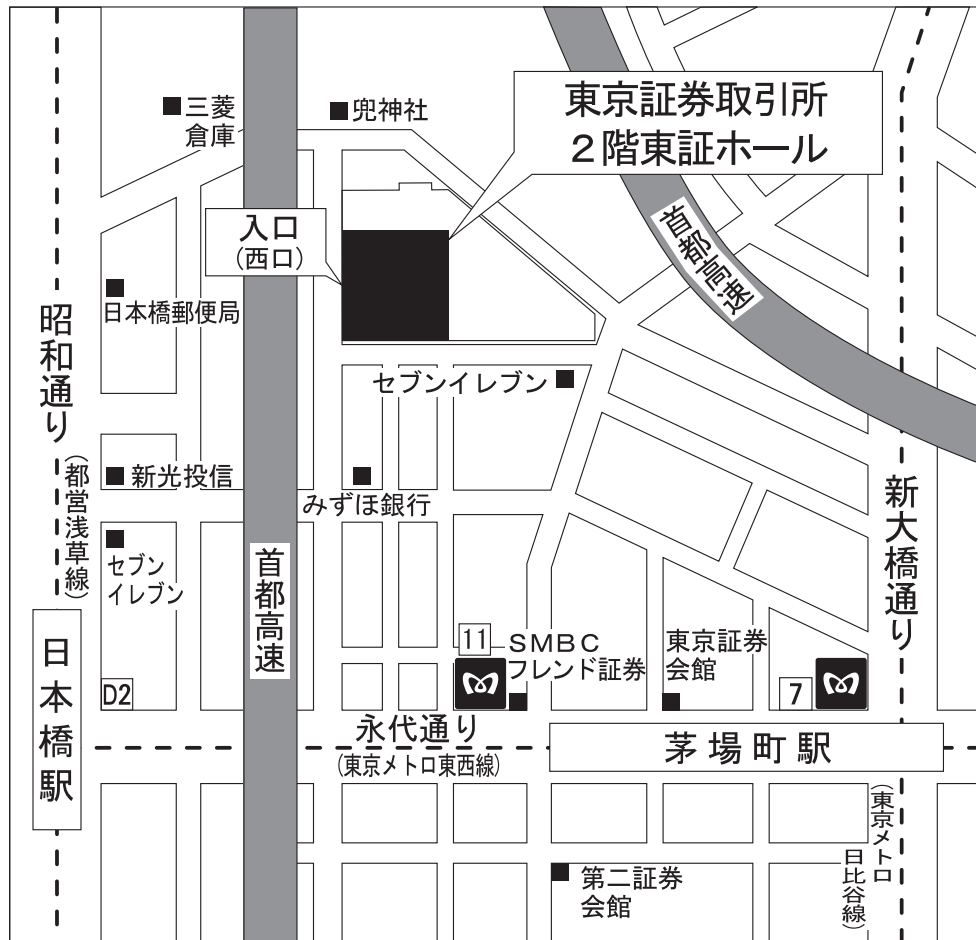 三菱
倉庫
兜神社
東京証券取引所
２階東証ホール
入口
(西口)
首都高速
日本橋郵便局
昭和通り
(都営浅草線)
セブンイレブン
新光投信
みずほ銀行
新大橋通り
セブン
イレブン
首都高速
日本橋駅
D2
11
SMBC
フレンド証券
東京証券
会館
7
永代通り
(東京メトロ東西線)
茅場町駅
(東京メトロ
日比谷線)
第二証券
会館